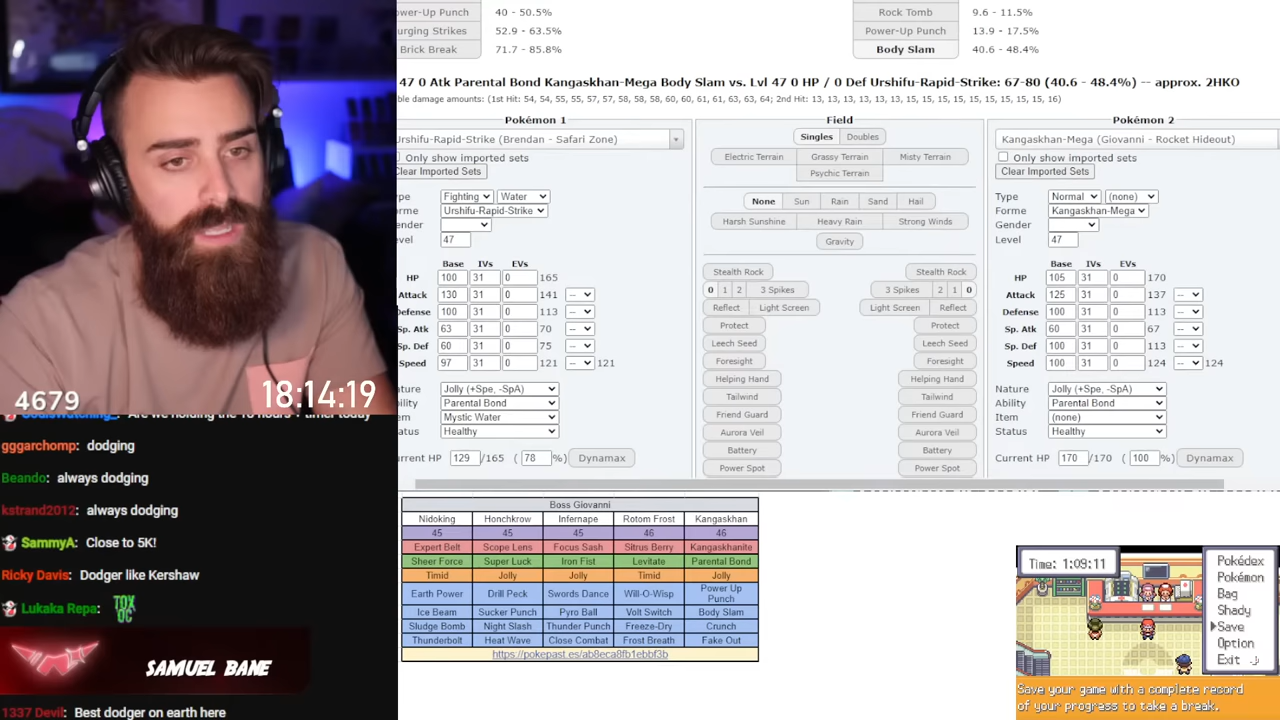 ower-Up Punch 40 - 50.5%
urging Strikes 52.9 - 63.5%
Brick Break 71.7 - 85.8%
Rock Tomb 9.6 - 11.5%
Power-Up Punch 13.9 - 17.5%
Body Slam 40.6 - 48.4%
47 0 Atk Parental Bond Kangaskhan-Mega Body Slam vs. Lvl 47 0 HP / 0 Def Urshifu-Rapid-Strike: 67-80 (40.6 - 48.4%) -- approx. 2HKO
ble damage amounts: (1st Hit: 54, 54, 55, 55, 57, 57, 58, 58, 58, 60, 60, 61, 61, 63, 63, 64; 2nd Hit: 13, 13, 13, 13, 13, 13, 15, 15, 15, 15, 15, 15, 15, 15, 15, 16)
Pokémon 1
Urshifu-Rapid-Strike (Brendan - Safari Zone)
Only show imported sets
Clear Imported Sets
ype Fighting Water
Forme Urshifu-Rapid-Strike
Gender
Level 47
Base IVs EVs
HP 100 31 0 165
Attack 130 31 0 141 --
Defense 100 31 0 113 --
Sp. Atk 63 31 0 70 --
Sp. Def 60 31 0 75 --
Speed 97 31 0 121 -- 121
Nature Jolly (+Spe, -SpA)
Ability Parental Bond
Item Mystic Water
Status Healthy
urrent HP 129 /165 ( 78 %) Dynamax
Field
Singles Doubles
Electric Terrain Grassy Terrain Misty Terrain
Psychic Terrain
None Sun Rain Sand Hail
Harsh Sunshine Heavy Rain Strong Winds
Gravity
Stealth Rock Stealth Rock
0 1 2 3 Spikes 3 Spikes 2 1 0
Reflect Light Screen Light Screen Reflect
Protect Protect
Leech Seed Leech Seed
Foresight Foresight
Helping Hand Helping Hand
Tailwind Tailwind
Friend Guard Friend Guard
Aurora Veil Aurora Veil
Battery Battery
Power Spot Power Spot
Pokémon 2
Kangaskhan-Mega (Giovanni - Rocket Hideout)
Only show imported sets
Clear Imported Sets
Type Normal (none)
Forme Kangaskhan-Mega
Gender
Level 47
Base IVs EVs
HP 105 31 0 170
Attack 125 31 0 137 --
Defense 100 31 0 113 --
Sp. Atk 60 31 0 67 --
Sp. Def 100 31 0 113 --
Speed 100 31 0 124 -- 124
Nature Jolly (+Spe, -SpA)
Ability Parental Bond
Item (none)
Status Healthy
Current HP 170 /170 ( 100 %) Dynamax
4679
18:14:19
gggarchomp: dodging
Beando: always dodging
kstrand2012: always dodging
SammyA: Close to 5K!
Ricky Davis: Dodger like Kershaw
Lukaka Repa:
SAMUEL BANE
1337 Devil: Best dodger on earth here
Boss Giovanni
Nidoking Honchkrow Infernape Rotom Frost Kangaskhan
45 45 45 46 46
Expert Belt Scope Lens Focus Sash Sitrus Berry Kangaskhanite
Sheer Force Super Luck Iron Fist Levitate Parental Bond
Timid Jolly Jolly Timid Jolly
Earth Power Drill Peck Swords Dance Will-O-Wisp Power Up Punch
Ice Beam Sucker Punch Pyro Ball Volt Switch Body Slam
Sludge Bomb Night Slash Thunder Punch Freeze-Dry Crunch
Thunderbolt Heat Wave Close Combat Frost Breath Fake Out
https://pokepast.es/ab8eca8fb1ebbf3b
Time: 1:09:11
Pokédex
Pokémon
Bag
Shady
Save
Option
Exit
Save your game with a complete record
of your progress to take a break.